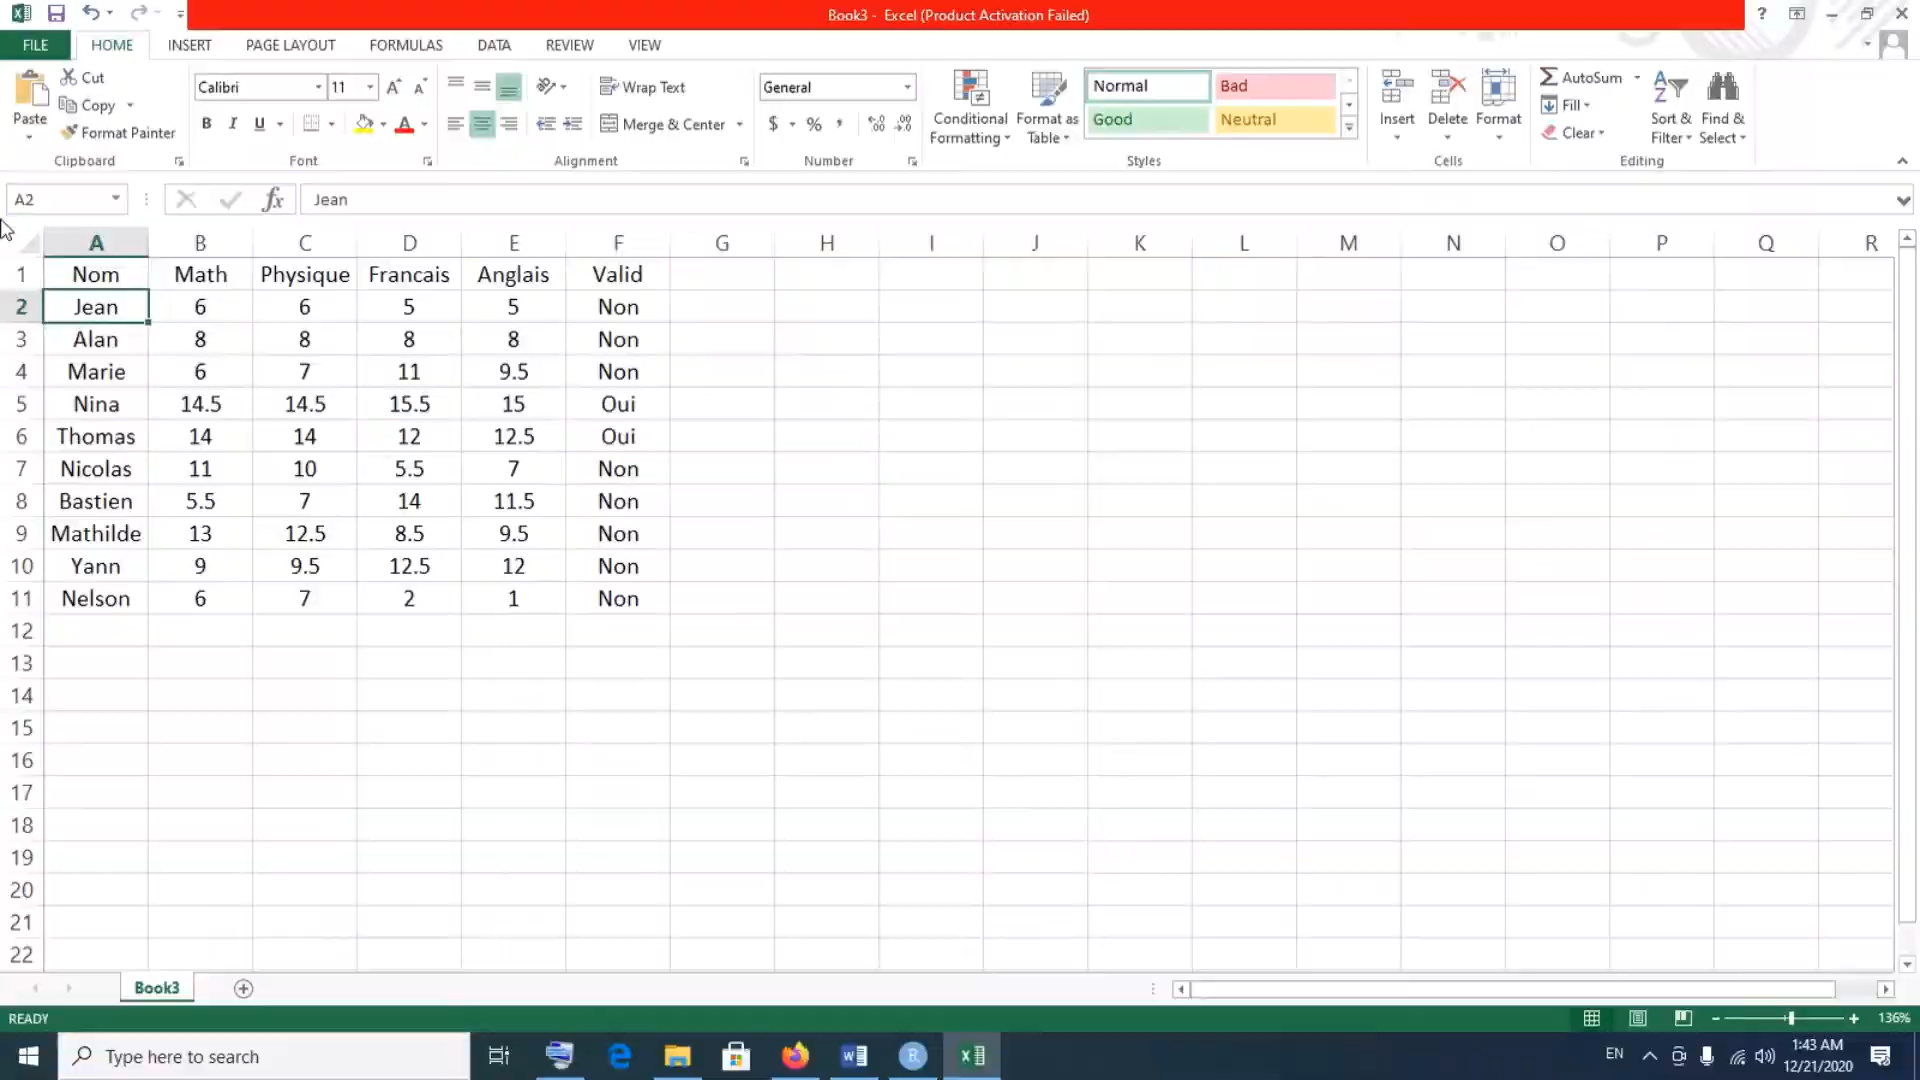 Book3 - Excel (Product Activation Failed)
FILE HOME INSERT PAGE LAYOUT FORMULAS DATA REVIEW VIEW
Paste
Cut
Copy
Format Painter
Clipboard
Calibri 11
B I U
Font
Wrap Text
Merge & Center
Alignment
General
$ %
Number
Conditional Formatting
Format as Table
Normal Bad
Good Neutral
Styles
Insert Delete Format
Cells
AutoSum
Fill
Clear
Sort & Filter
Find & Select
Editing
A2 fx Jean
A B C D E F G H I J K L M N O P Q R
1 Nom Math Physique Francais Anglais Valid
2 Jean 6 6 5 5 Non
3 Alan 8 8 8 8 Non
4 Marie 6 7 11 9.5 Non
5 Nina 14.5 14.5 15.5 15 Oui
6 Thomas 14 14 12 12.5 Oui
7 Nicolas 11 10 5.5 7 Non
8 Bastien 5.5 7 14 11.5 Non
9 Mathilde 13 12.5 8.5 9.5 Non
10 Yann 9 9.5 12.5 12 Non
11 Nelson 6 7 2 1 Non
12
13
14
15
16
17
18
19
20
21
22
Book3
READY 136%
Type here to search
EN
1:43 AM
12/21/2020